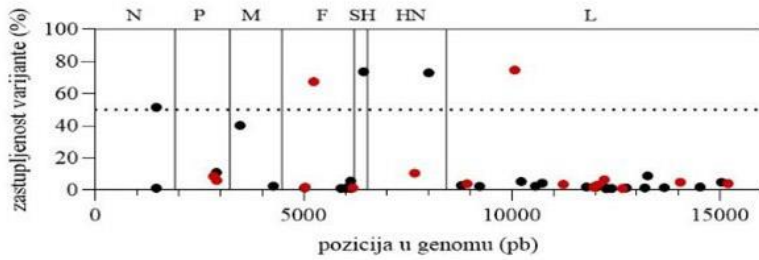 N P M F SH HN L
zastupljenost varijante (%)
100
80
60
40
20
0
0 5000 10000 15000
pozicija u genomu (pb)